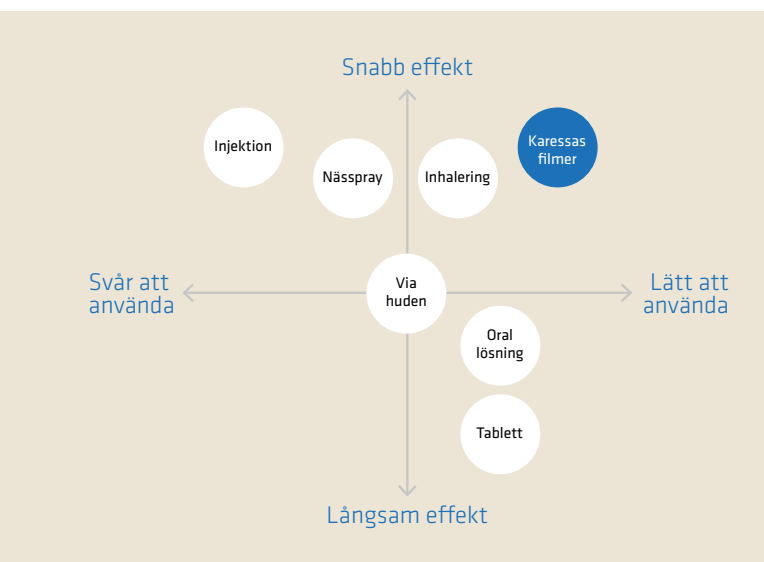 Snabb effekt
Injektion
Karessas
filmer
Nässpray
Inhalering
Svår att
använda
Via
huden
Lätt att
använda
Oral
lösning
Tablett
Långsam effekt